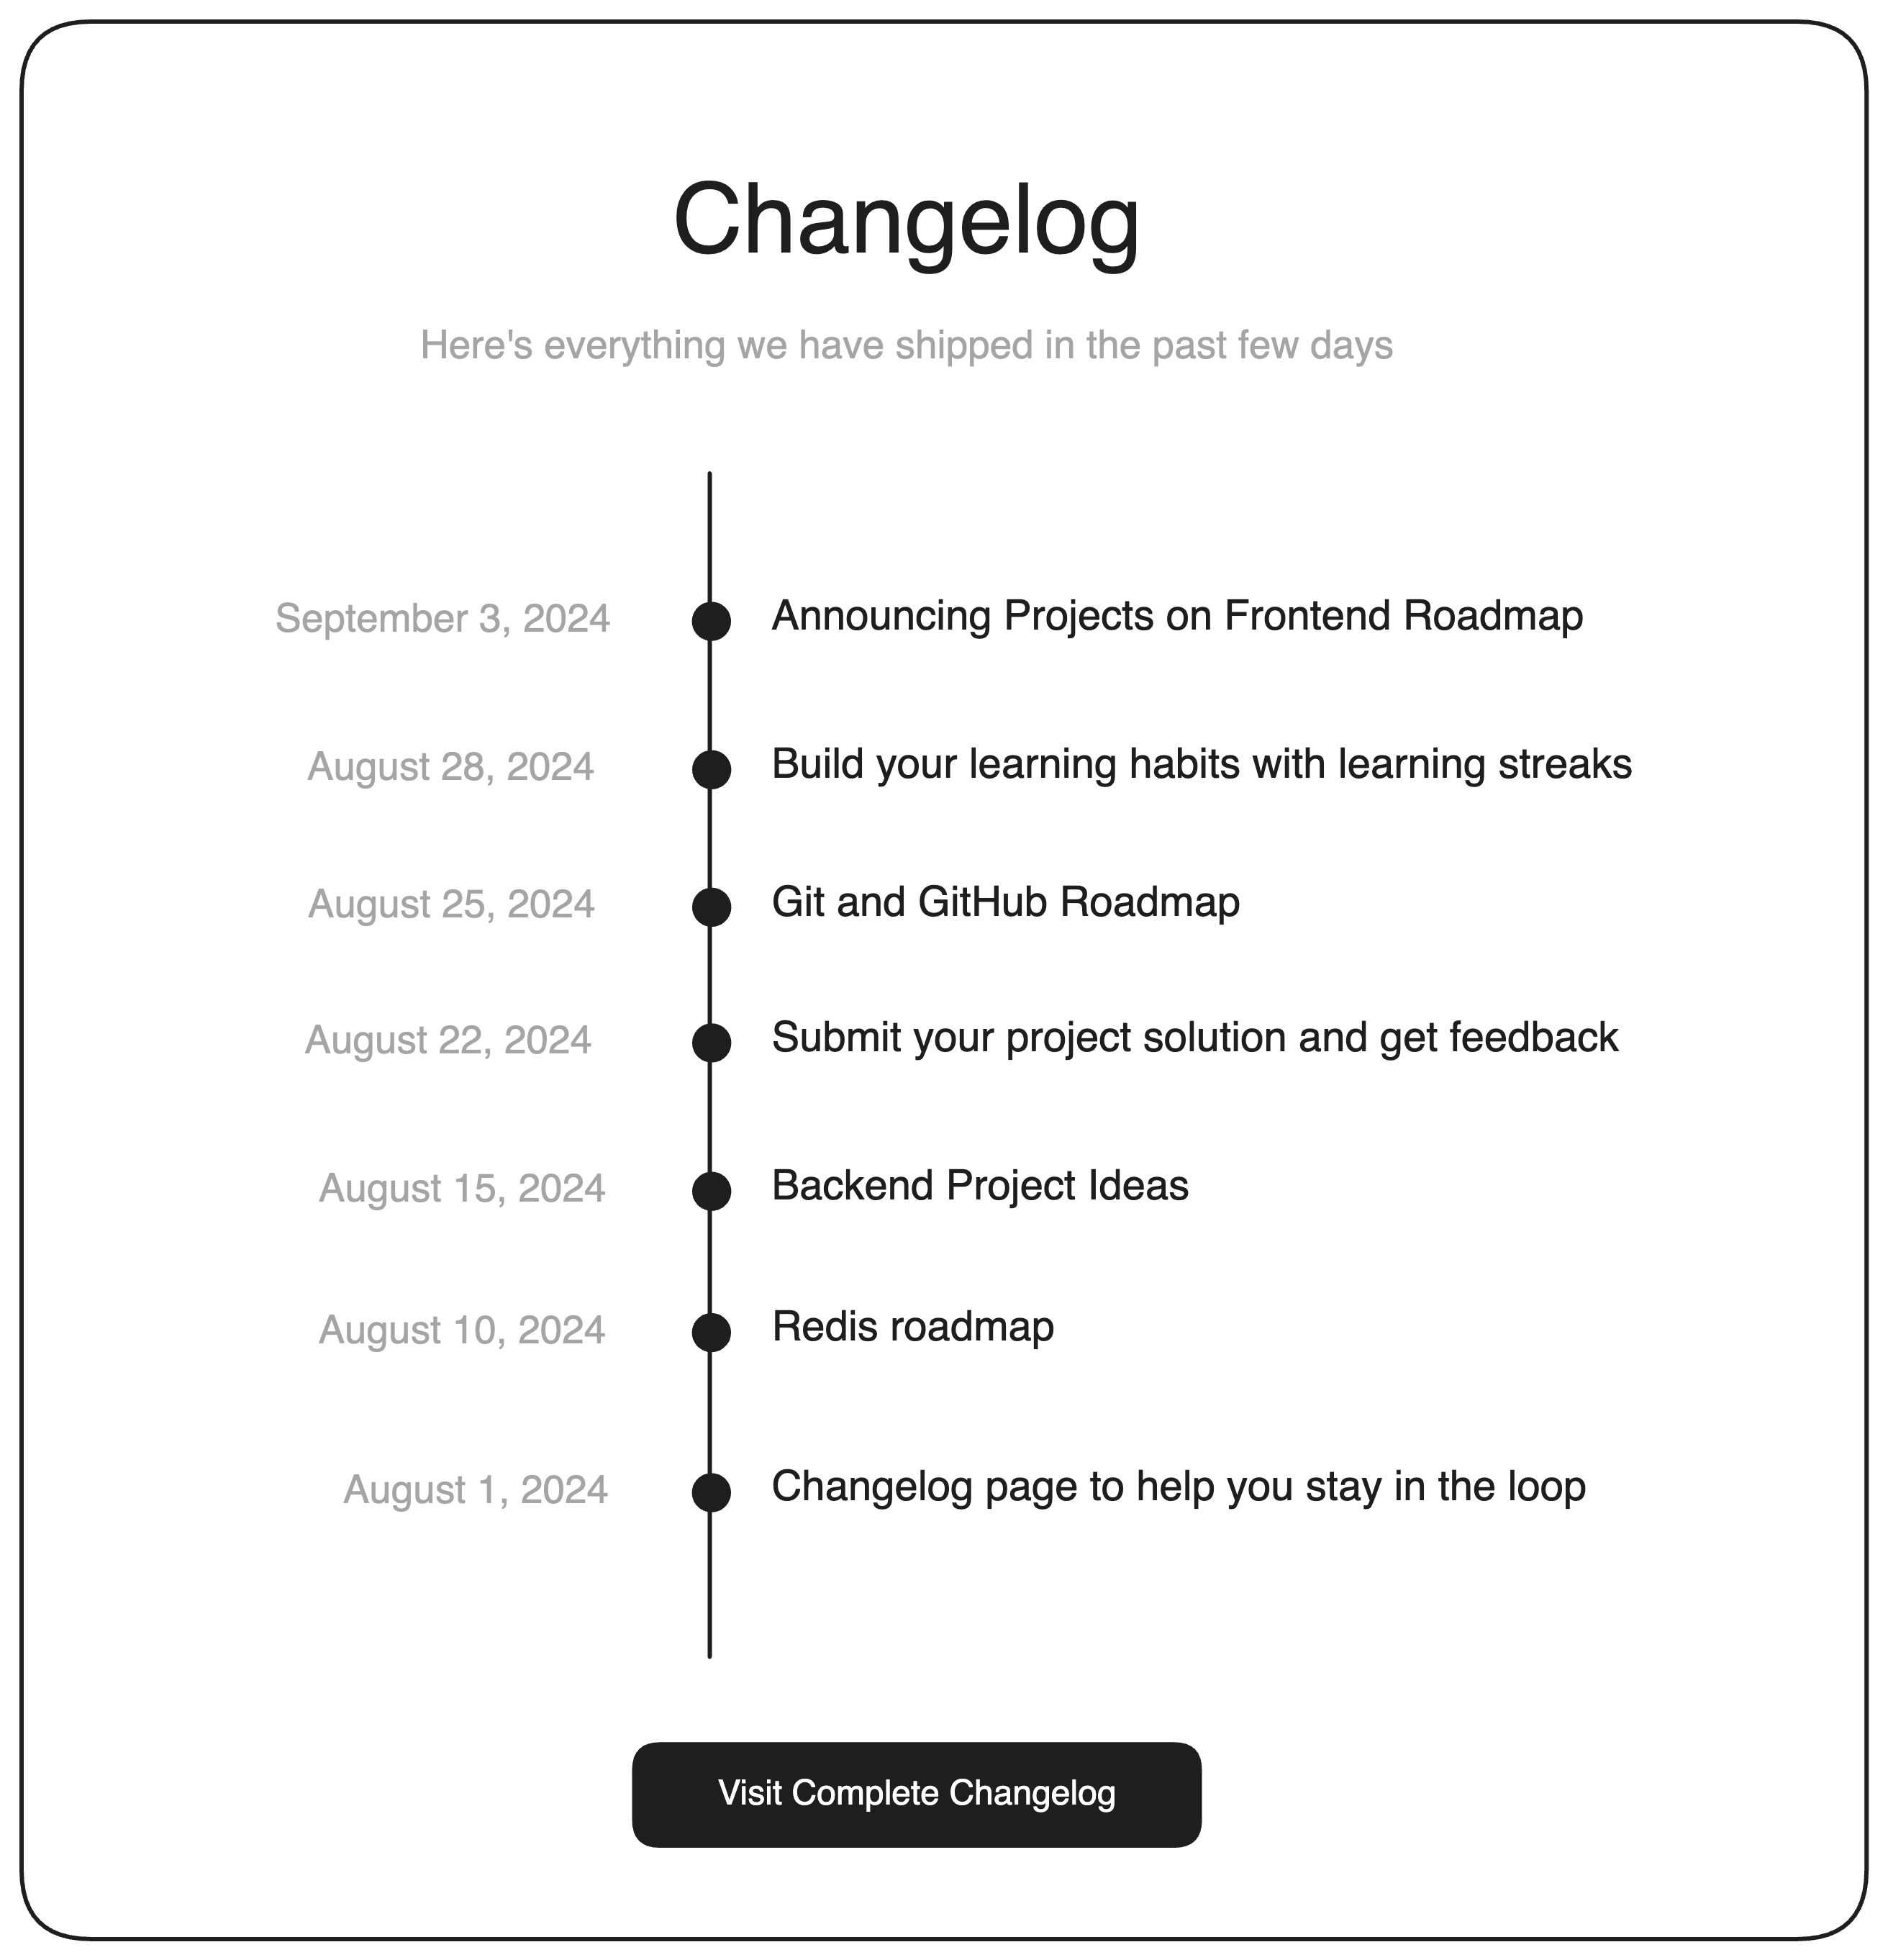 Changelog
Here's everything we have shipped in the past few days
September 3, 2024 Announcing Projects on Frontend Roadmap
August 28, 2024 Build your learning habits with learning streaks
August 25, 2024 Git and GitHub Roadmap
August 22, 2024 Submit your project solution and get feedback
August 15, 2024 Backend Project Ideas
August 10, 2024 Redis roadmap
August 1, 2024 Changelog page to help you stay in the loop
Visit Complete Changelog